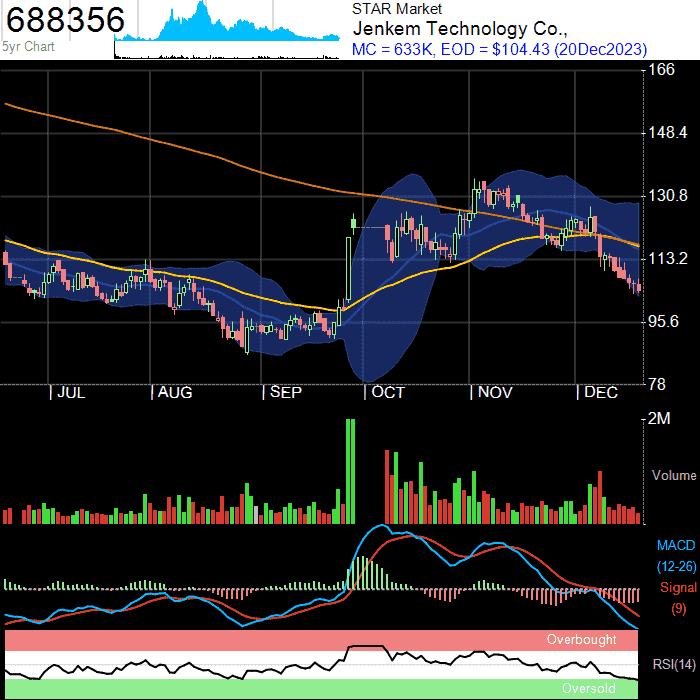 688356
5yr Chart
STAR Market
Jenkem Technology Co.,
MC = 633K, EOD = $104.43 (20Dec2023)
166
148.4
130.8
113.2
95.6
78
JUL
AUG
SEP
OCT
NOV
DEC
2M
Volume
MACD
(12-26)
Signal
(9)
Overbought
RSI(14)
Oversold